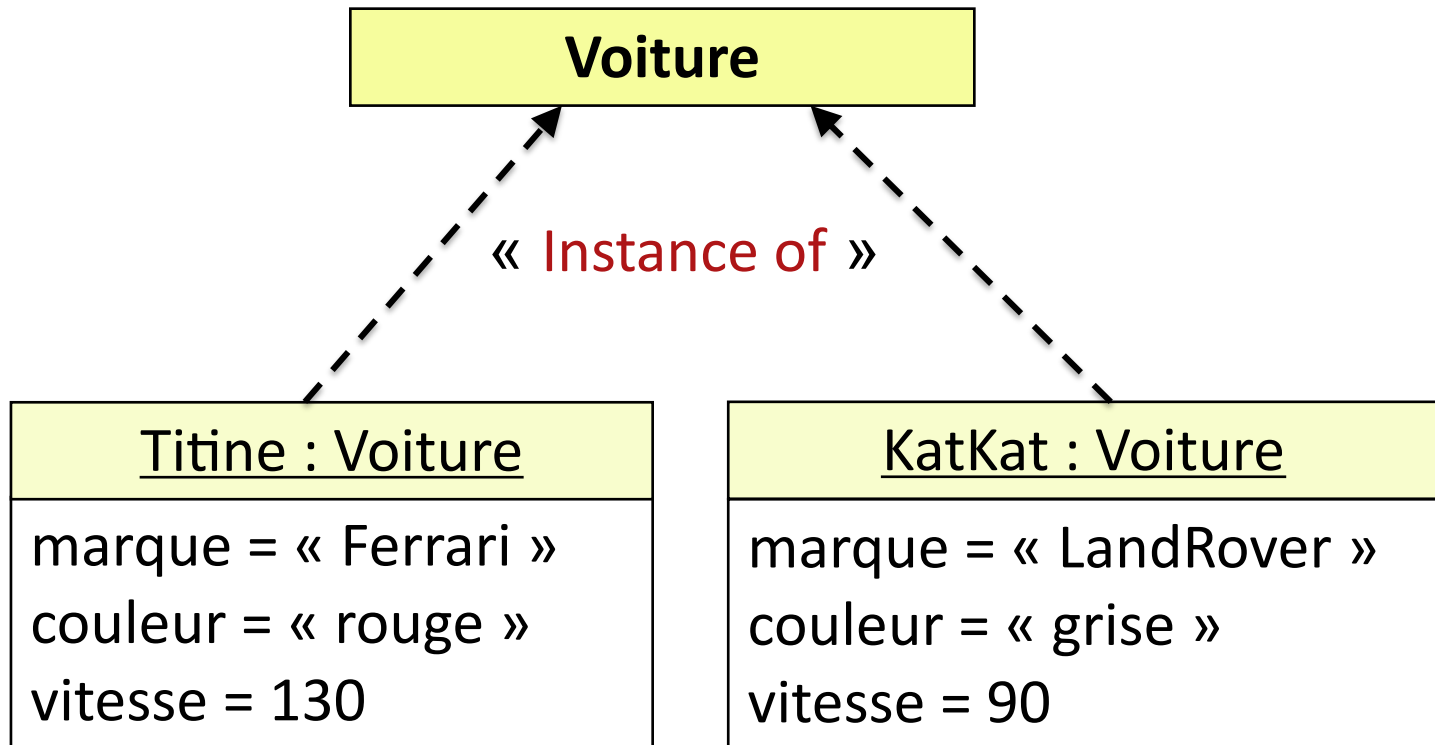 Voiture
« Instance of »
Titine : Voiture
marque = « Ferrari »
couleur = « rouge »
vitesse = 130
KatKat : Voiture
marque = « LandRover »
couleur = « grise »
vitesse = 90